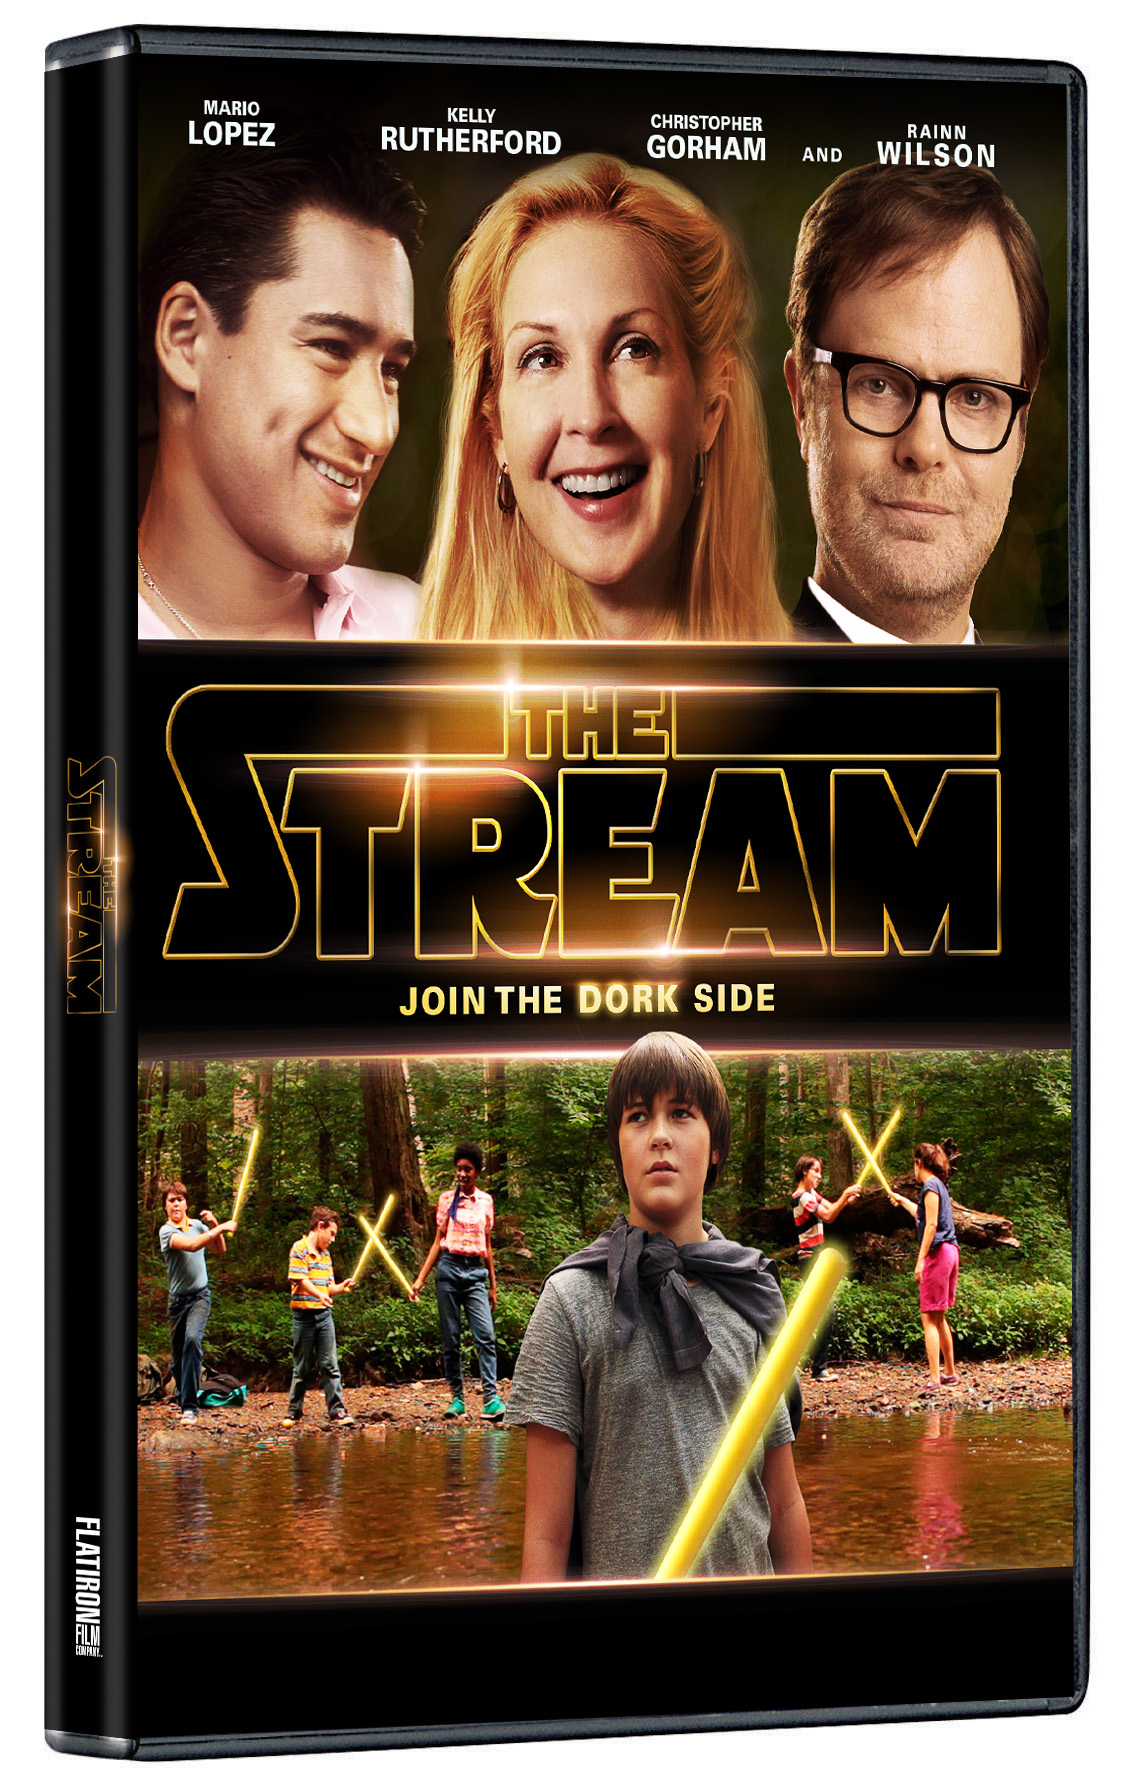 MARIO
LOPEZ
KELLY
RUTHERFORD
CHRISTOPHER
GORHAM
AND
RAINN
WILSON
THE
STREAM
JOIN THE DORK SIDE
THE
STREAM
FLATIRON
FILM
COMPANY